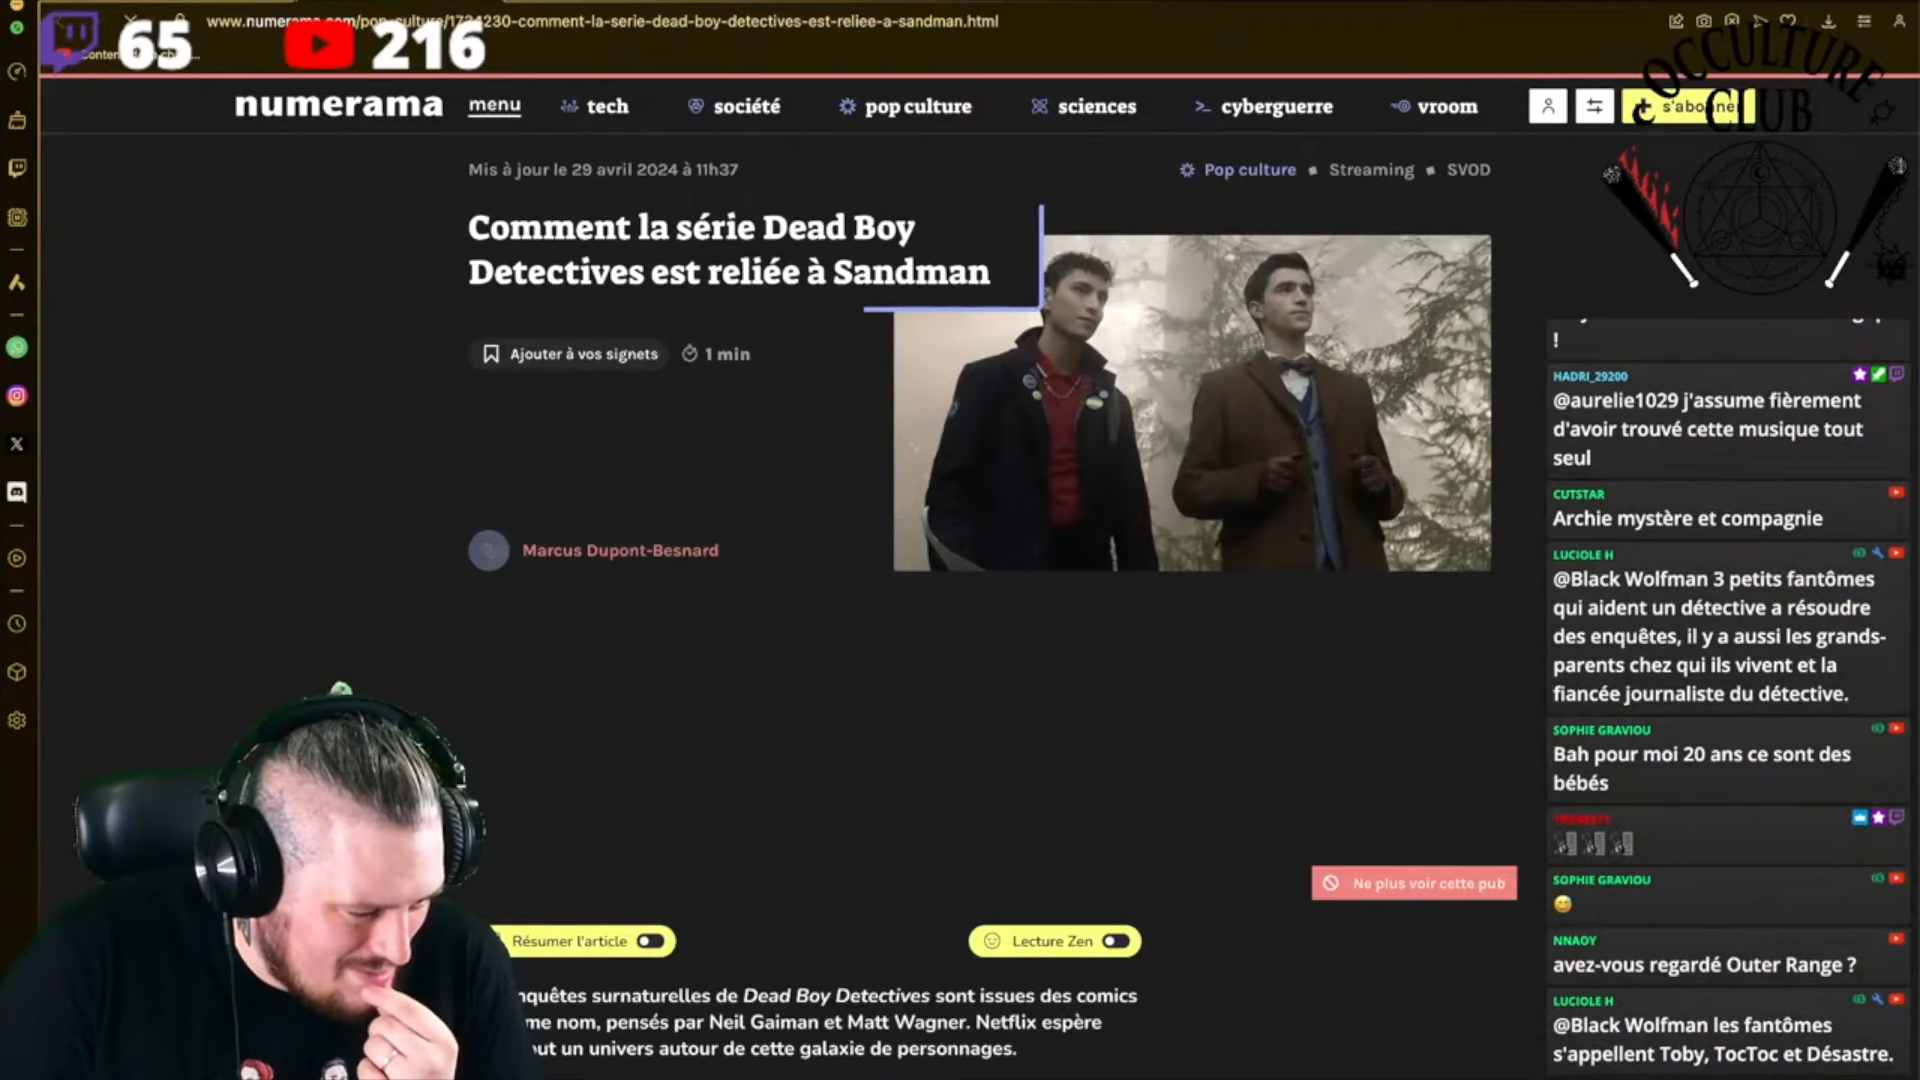 www.numerama.com/pop-culture/1734230-comment-la-serie-dead-boy-detectives-est-reliee-a-sandman.html
65
216
OCCULTURE
CLUB
numerama
menu
tech
société
pop culture
sciences
cyberguerre
vroom
s'abonner
Mis à jour le 29 avril 2024 à 11h37
Pop culture
Streaming
SVOD
Comment la série Dead Boy
Detectives est reliée à Sandman
Ajouter à vos signets
1 min
Marcus Dupont-Besnard
Ne plus voir cette pub
Résumer l'article
Lecture Zen
nquêtes surnaturelles de Dead Boy Detectives sont issues des comics
me nom, pensés par Neil Gaiman et Matt Wagner. Netflix espère
out un univers autour de cette galaxie de personnages.
!
HADRI_29200
@aurelie1029 j'assume fièrement
d'avoir trouvé cette musique tout
seul
CUTSTAR
Archie mystère et compagnie
LUCIOLE H
@Black Wolfman 3 petits fantômes
qui aident un détective a résoudre
des enquêtes, il y a aussi les grands-
parents chez qui ils vivent et la
fiancée journaliste du détective.
SOPHIE GRAVIOU
Bah pour moi 20 ans ce sont des
bébés
SOPHIE GRAVIOU
NNAOY
avez-vous regardé Outer Range ?
LUCIOLE H
@Black Wolfman les fantômes
s'appellent Toby, TocToc et Désastre.